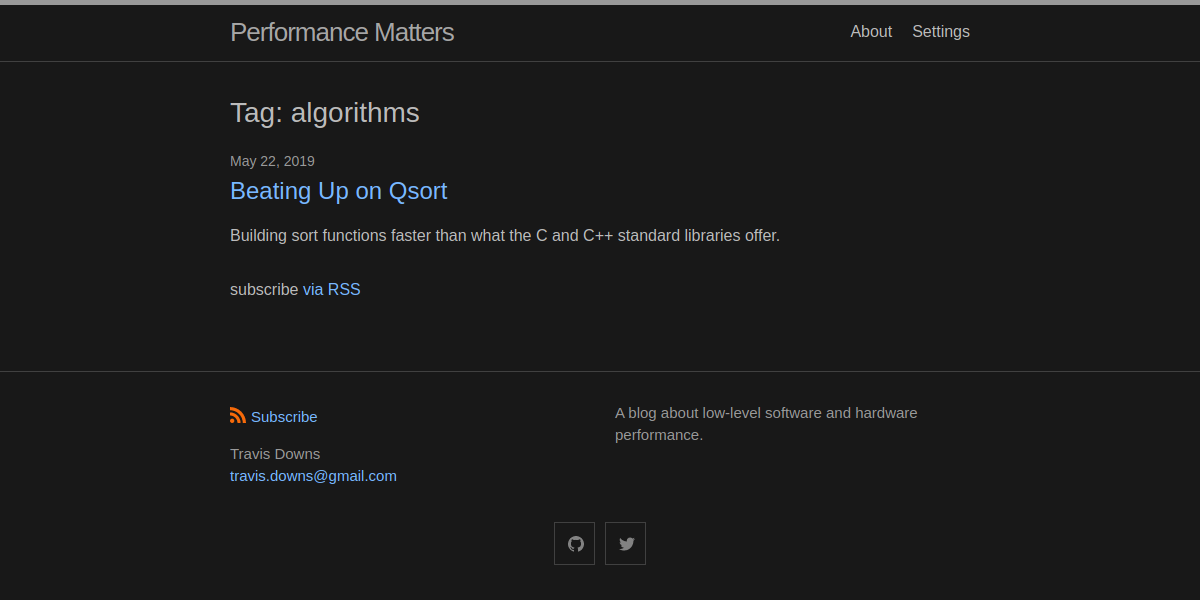 Performance Matters
About
Settings
Tag: algorithms
May 22, 2019
Beating Up on Qsort
Building sort functions faster than what the C and C++ standard libraries offer.
subscribe via RSS
Subscribe
Travis Downs
travis.downs@gmail.com
A blog about low-level software and hardware
performance.